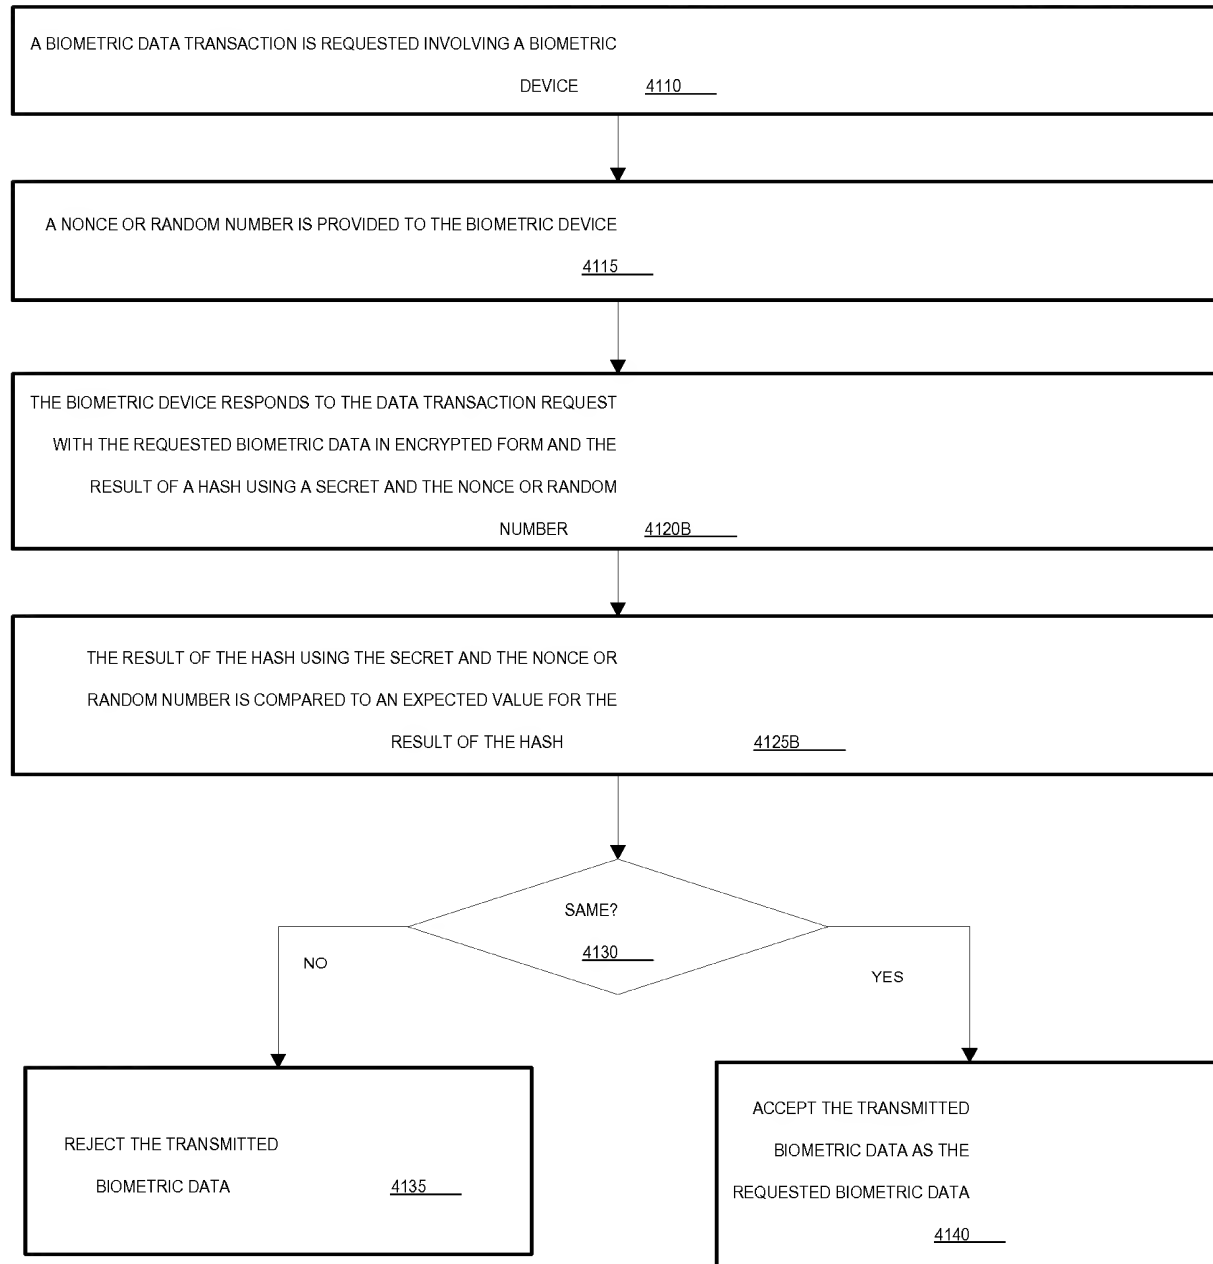 A BIOMETRIC DATA TRANSACTION IS REQUESTED INVOLVING A BIOMETRIC
DEVICE 4110
A NONCE OR RANDOM NUMBER IS PROVIDED TO THE BIOMETRIC DEVICE
4115
THE BIOMETRIC DEVICE RESPONDS TO THE DATA TRANSACTION REQUEST
WITH THE REQUESTED BIOMETRIC DATA IN ENCRYPTED FORM AND THE
RESULT OF A HASH USING A SECRET AND THE NONCE OR RANDOM
NUMBER 4120B
THE RESULT OF THE HASH USING THE SECRET AND THE NONCE OR
RANDOM NUMBER IS COMPARED TO AN EXPECTED VALUE FOR THE
RESULT OF THE HASH 4125B
SAME?
4130
NO
YES
REJECT THE TRANSMITTED
BIOMETRIC DATA 4135
ACCEPT THE TRANSMITTED
BIOMETRIC DATA AS THE
REQUESTED BIOMETRIC DATA
4140